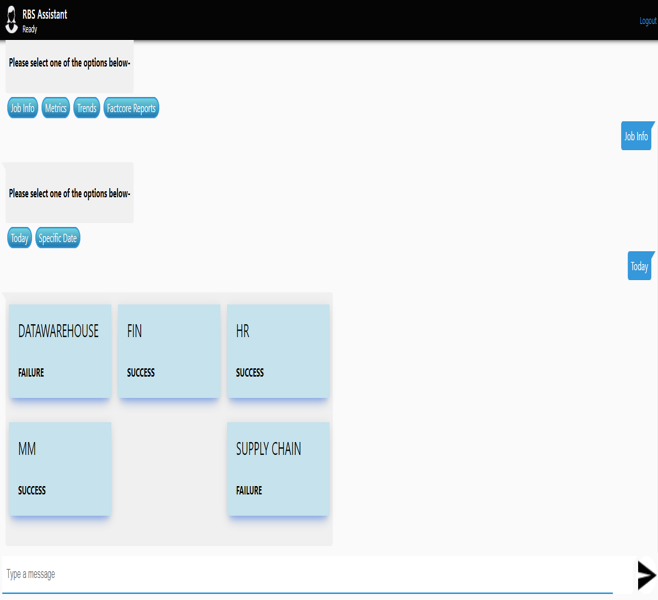 RBS Assistant
Ready
Logout
Please select one of the options below-
Job Info Metrics Trends Factcore Reports
Job Info
Please select one of the options below-
Today Specific Date
Today
DATAWAREHOUSE FIN HR
FAILURE SUCCESS SUCCESS
MM SUPPLY CHAIN
SUCCESS FAILURE
Type a message